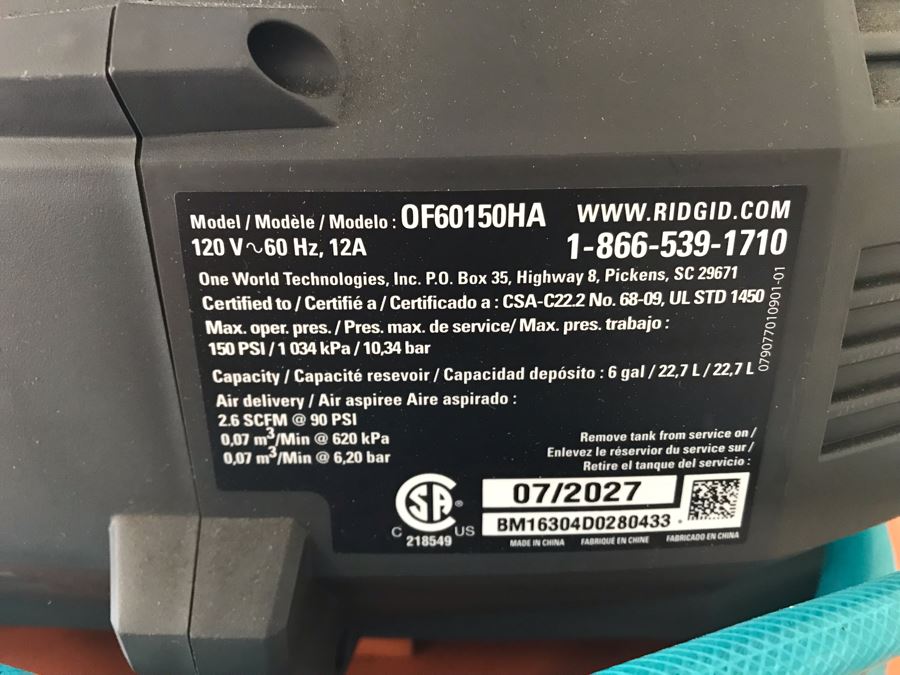 Model / Modèle / Modelo : OF60150HA
WWW.RIDGID.COM
120 V~60 Hz, 12A
1-866-539-1710
One World Technologies, Inc. P.O. Box 35, Highway 8, Pickens, SC 29671
Certified to / Certifié a / Certificado a : CSA-C22.2 No. 68-09, UL STD 1450
Max. oper. pres. / Pres. max. de service/ Max. pres. trabajo :
150 PSI / 1 034 kPa / 10,34 bar
Capacity / Capacité resevoir / Capacidad depósito : 6 gal / 22,7 L / 22,7 L
079077010901-01
Air delivery / Air aspiree Aire aspirado :
2.6 SCFM @ 90 PSI
0,07 m³/Min @ 620 kPa
0,07 m³/Min @ 6,20 bar
Remove tank from service on /
Enlevez le réservior du service sur /
Retire el tanque del servicio :
07/2027
BM16304D0280433
SA ®
C US
218549
MADE IN CHINA FABRIQUÉ EN CHINE FABRICADO EN CHINA